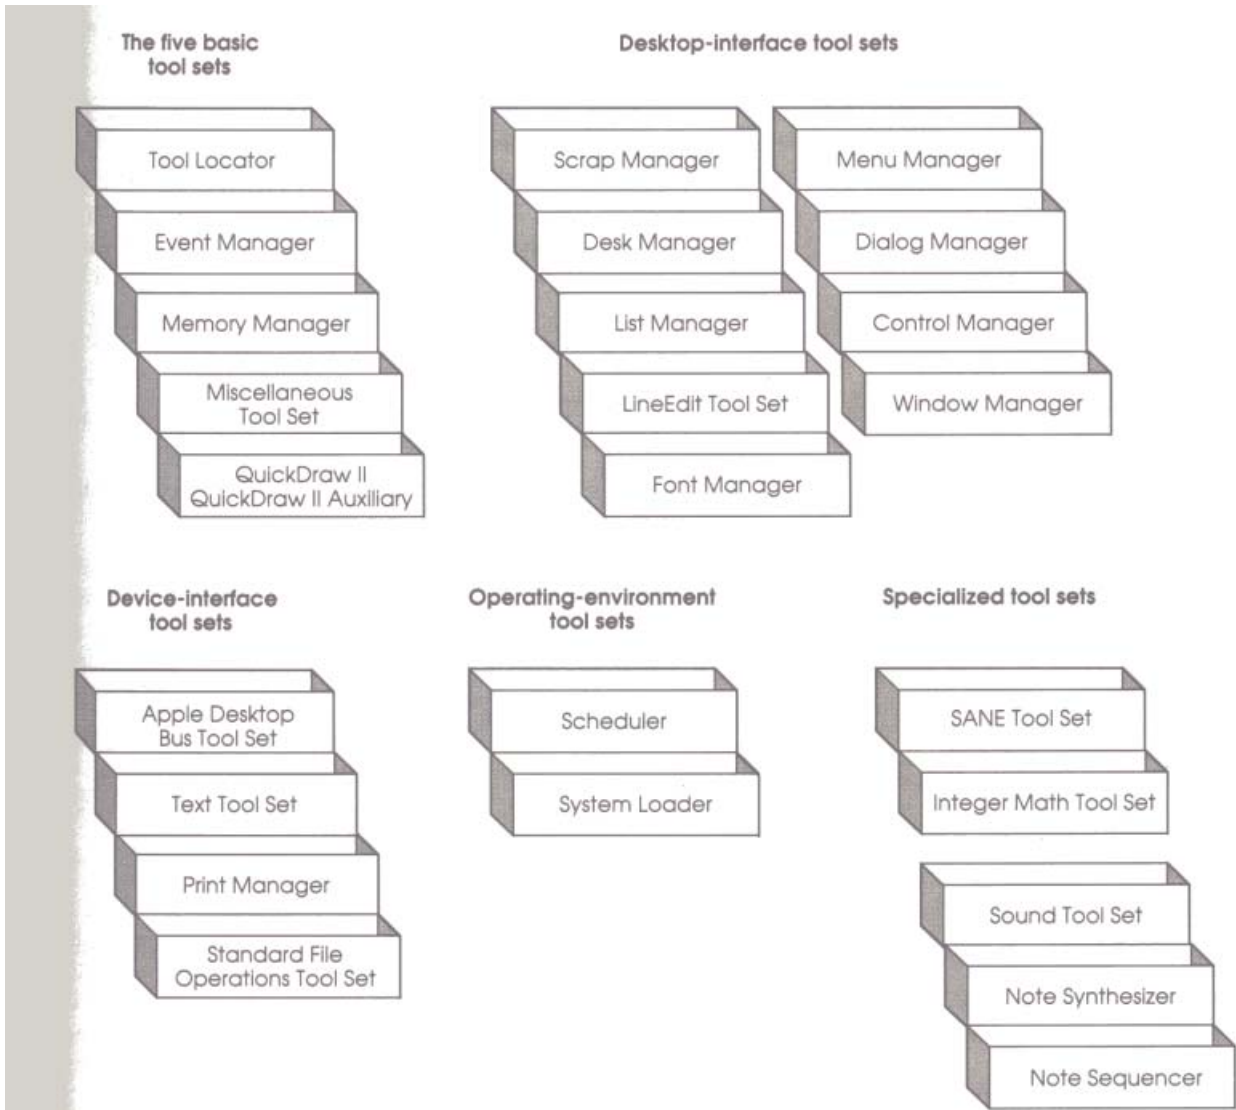 The five basic
tool sets
Tool Locator
Event Manager
Memory Manager
Miscellaneous
Tool Set
QuickDraw II
QuickDraw II Auxiliary
Desktop-interface tool sets
Scrap Manager
Desk Manager
List Manager
LineEdit Tool Set
Font Manager
Menu Manager
Dialog Manager
Control Manager
Window Manager
Device-interface
tool sets
Apple Desktop
Bus Tool Set
Text Tool Set
Print Manager
Standard File
Operations Tool Set
Operating-environment
tool sets
Scheduler
System Loader
Specialized tool sets
SANE Tool Set
Integer Math Tool Set
Sound Tool Set
Note Synthesizer
Note Sequencer